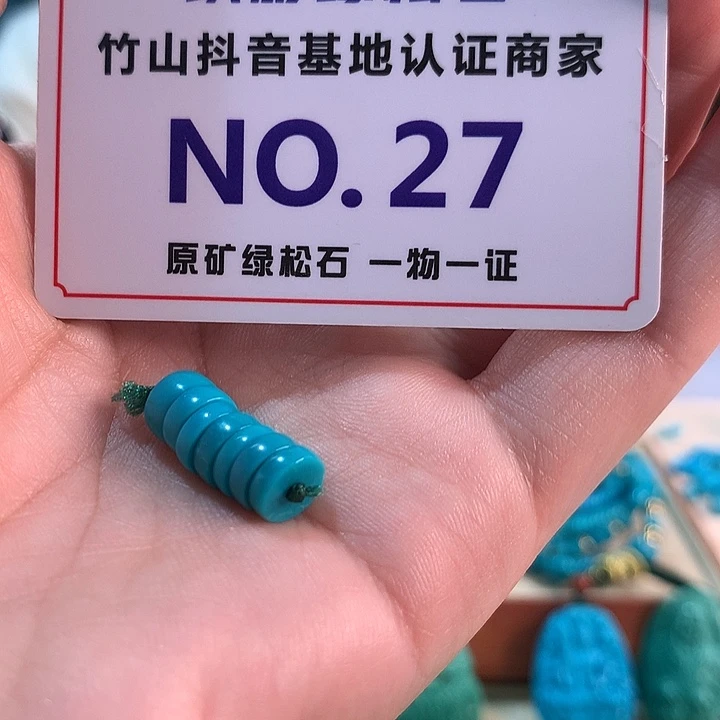 竹山抖音基地认证商家
NO. 27
原矿绿松石 一物一证